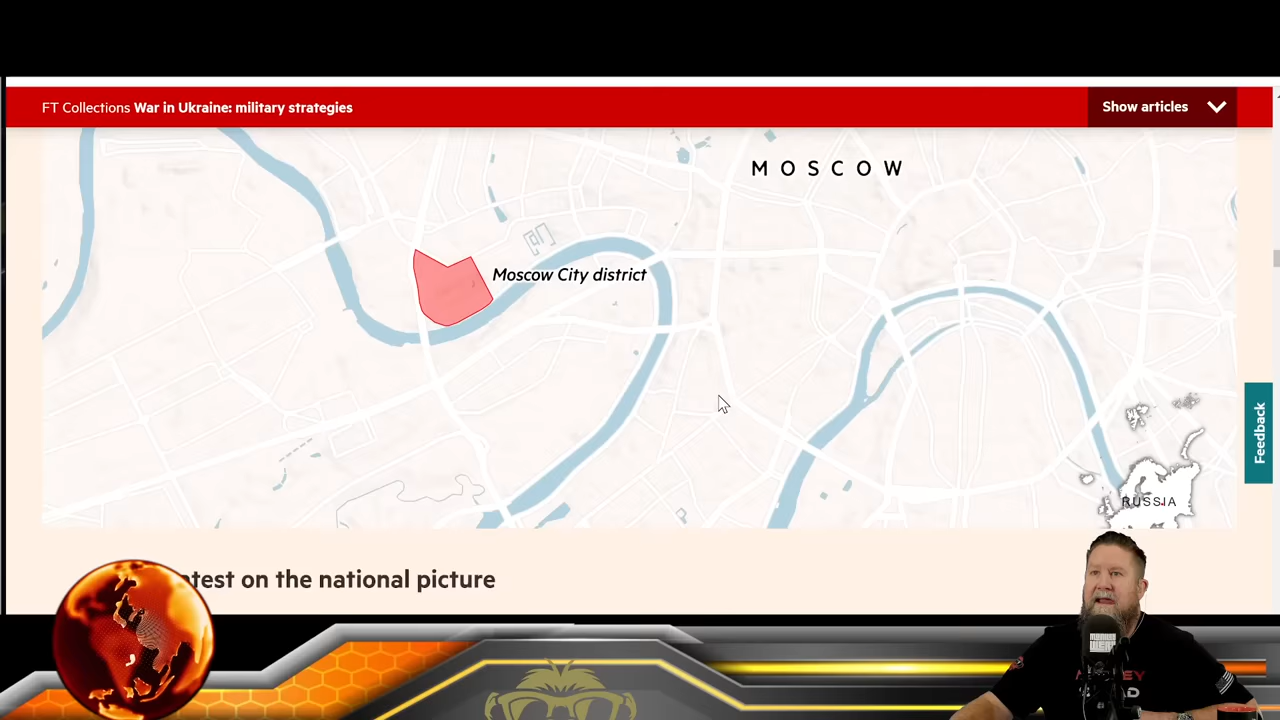 FT Collections War in Ukraine: military strategies
Show articles
MOSCOW
Moscow City district
Feedback
RUSSIA
on the national picture